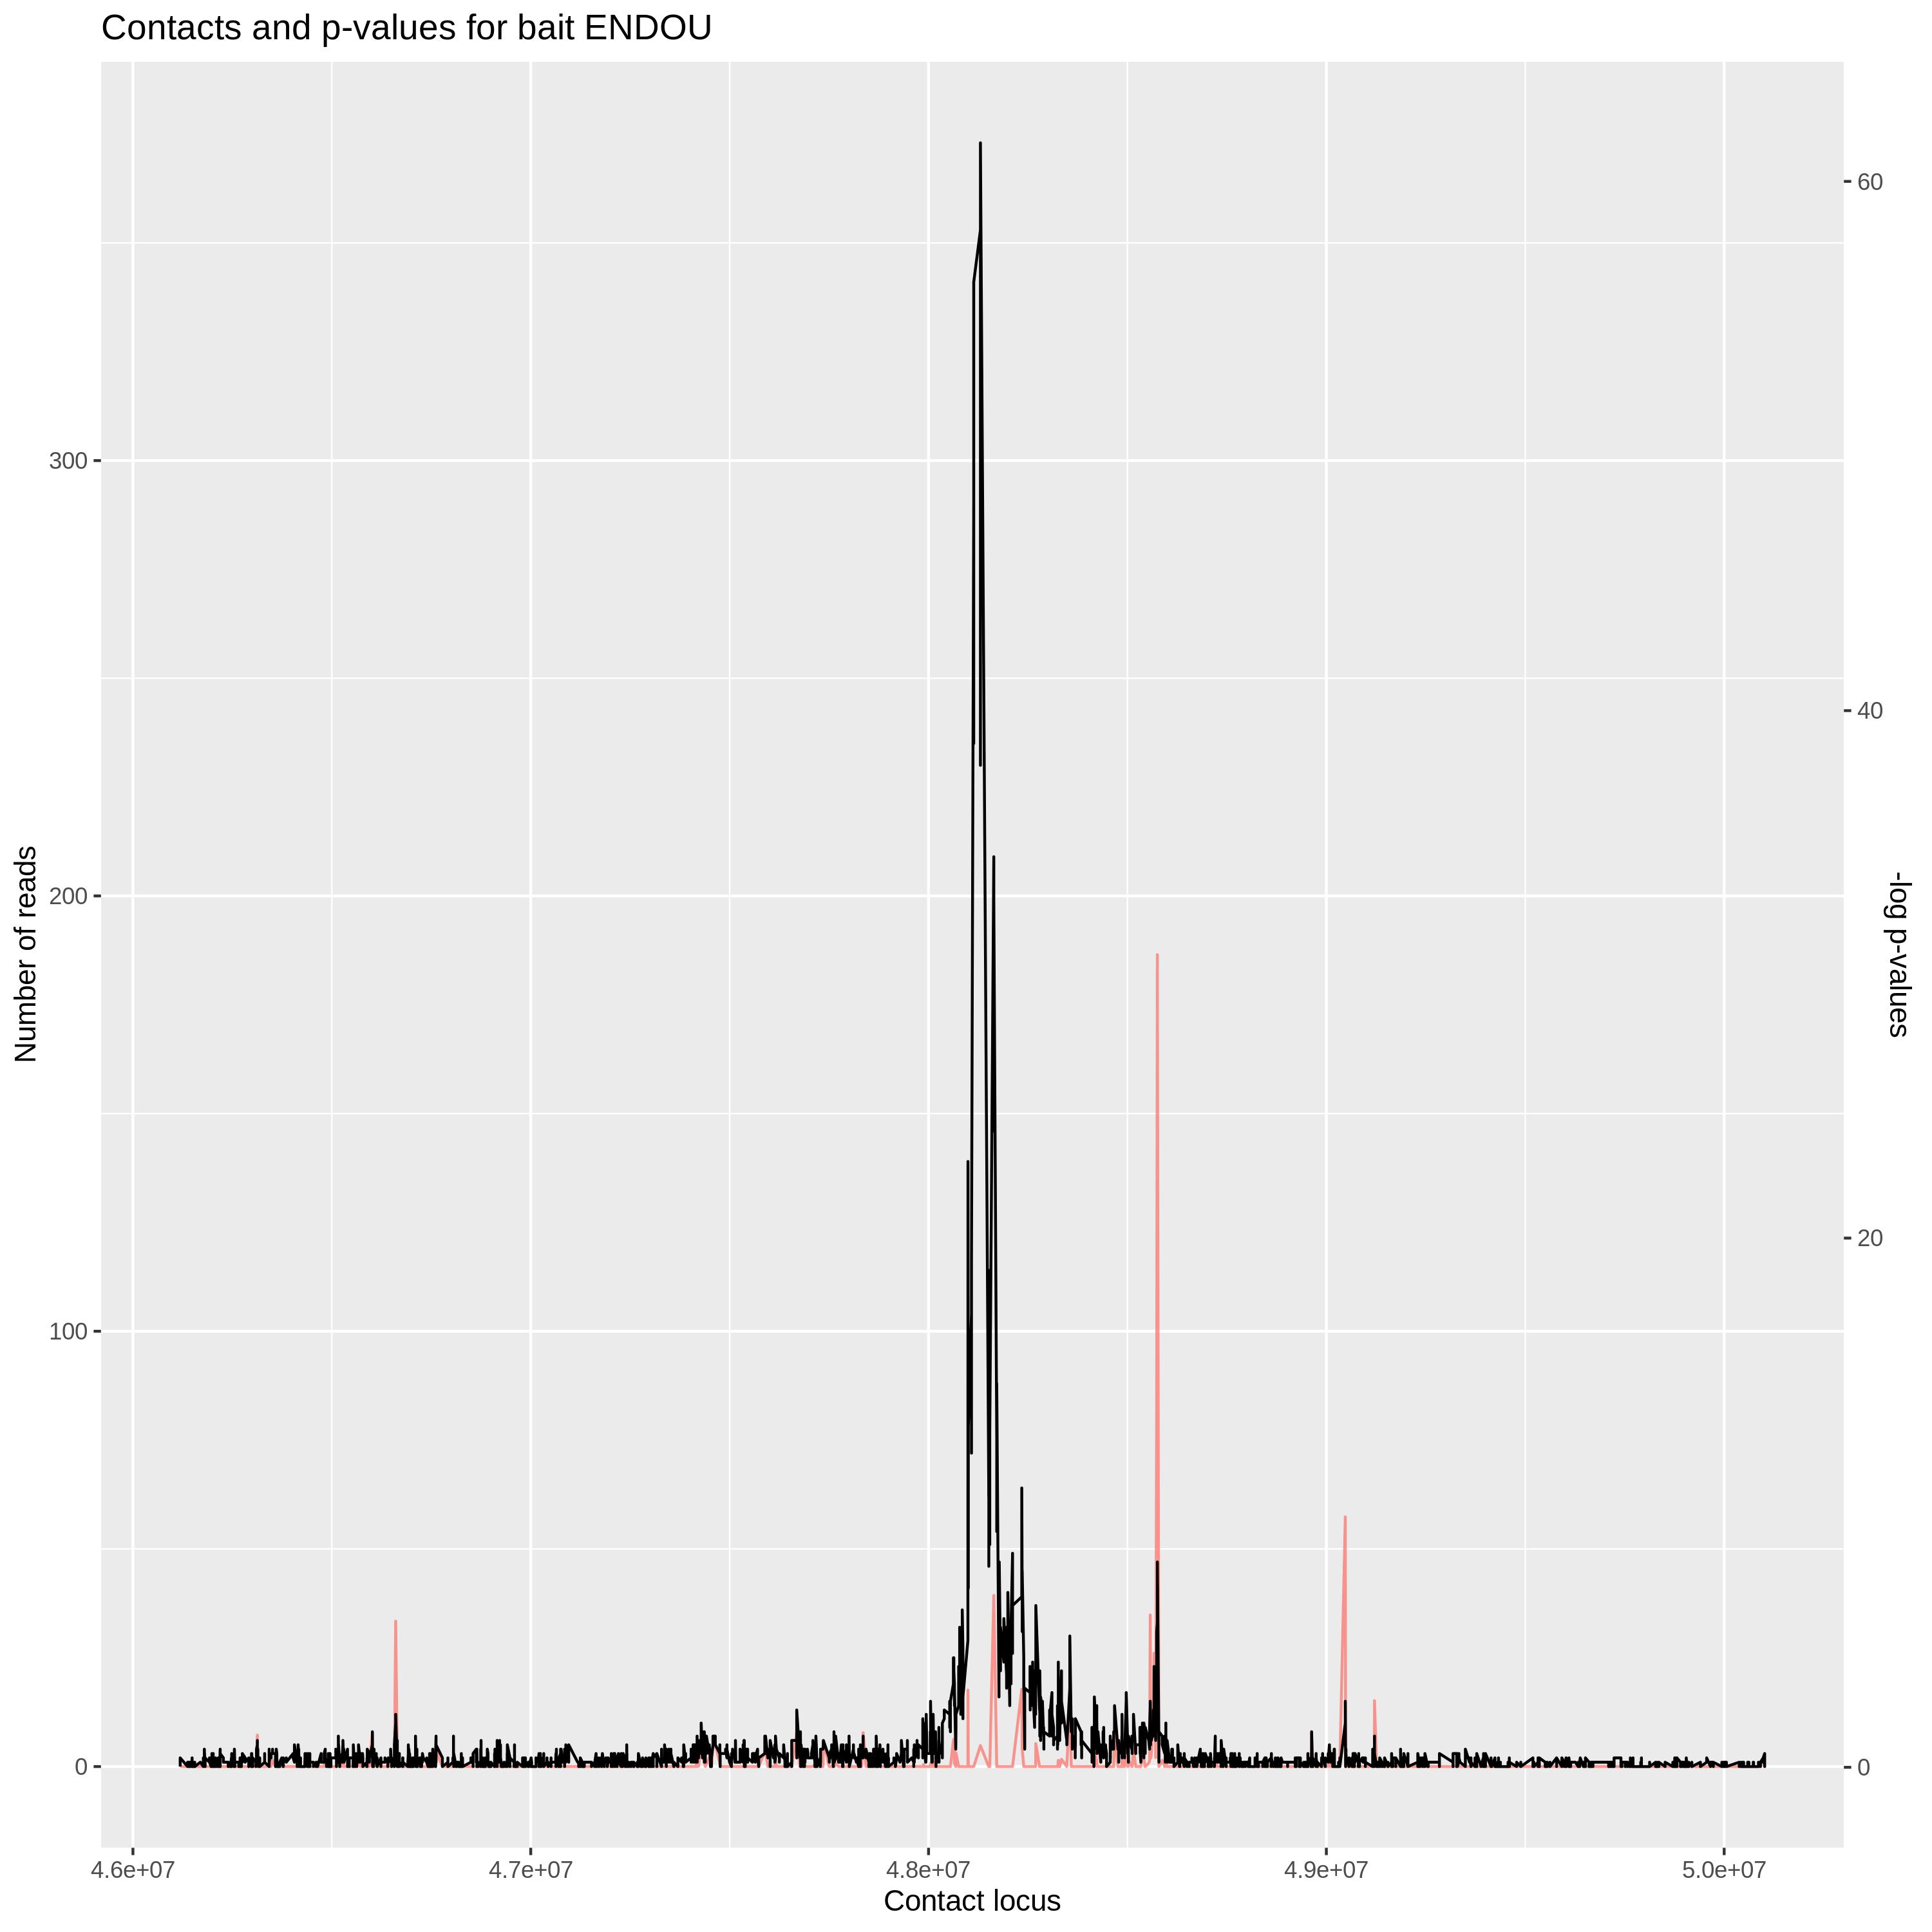 Contacts and p-values for bait ENDOU
60
300
40
200
Number of reads
-log p-values
20
100
0
0
4.6e+07
4.7e+07
4.8e+07
4.9e+07
5.0e+07
Contact locus